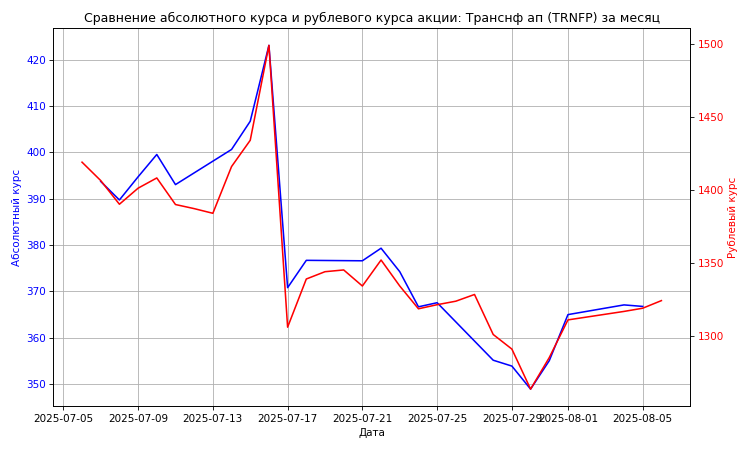 Сравнение абсолютного курса и рублевого курса акции: Транснф ап (TRNFP) за месяц
Абсолютный курс
420
410
400
390
380
370
360
350
1500
1450
1400
1350
1300
Рублевый курс
2025-07-05 2025-07-09 2025-07-13 2025-07-17 2025-07-21 2025-07-25 2025-07-29 2025-08-01 2025-08-05
Дата